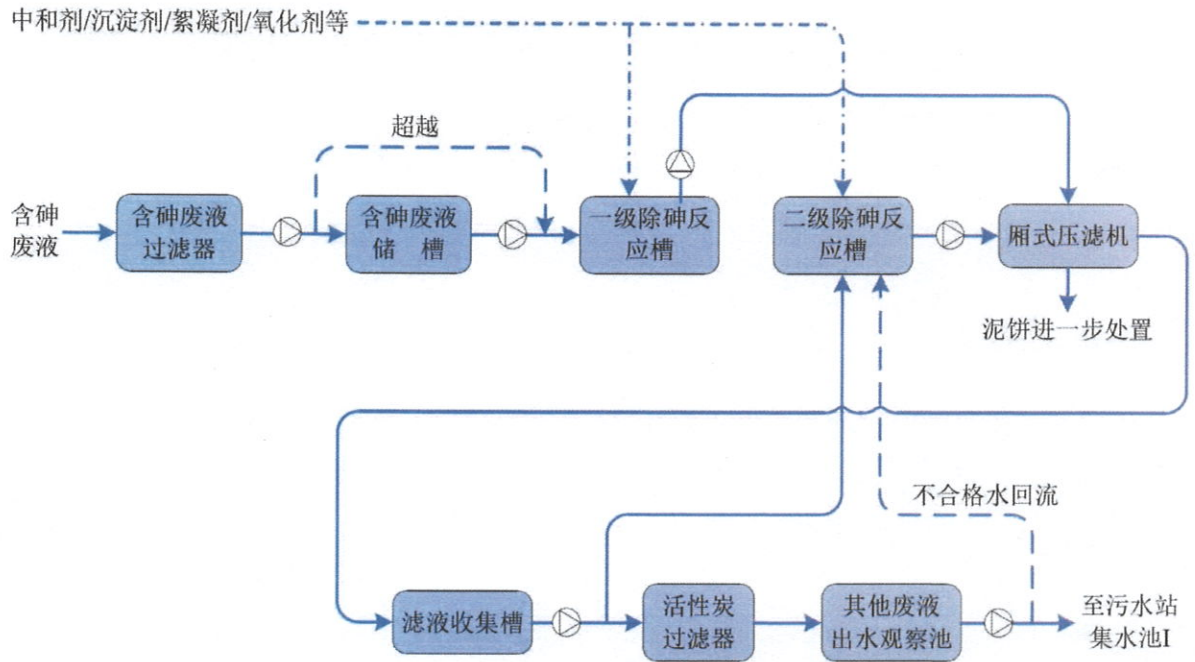 中和剂/沉淀剂/絮凝剂/氧化剂等
超越
含砷
废液
含砷废液
过滤器
含砷废液
储 槽
一级除砷反
应槽
二级除砷反
应槽
厢式压滤机
泥饼进一步处置
不合格水回流
滤液收集槽
活性炭
过滤器
其他废液
出水观察池
至污水站
集水池I